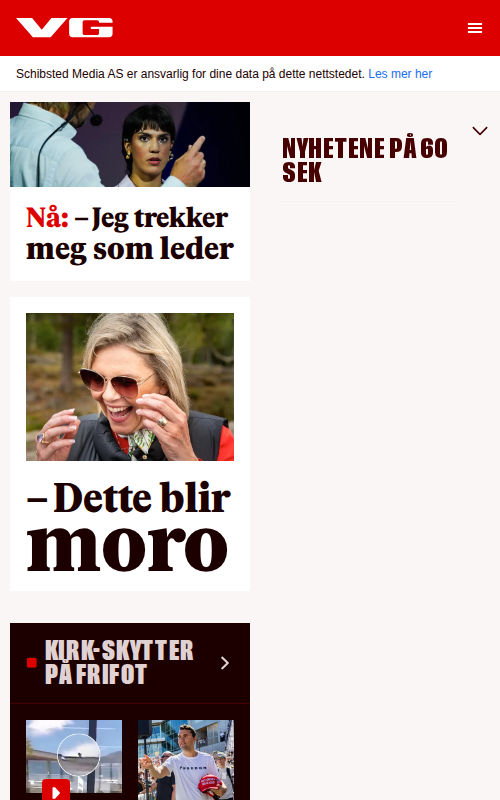 VG
Schibsted Media AS er ansvarlig for dine data på dette nettstedet. Les mer her
Nå: – Jeg trekker
meg som leder
– Dette blir
moro
KIRK-SKYTTER
PÅ FRIFOT
NYHETENE PÅ 60
SEK